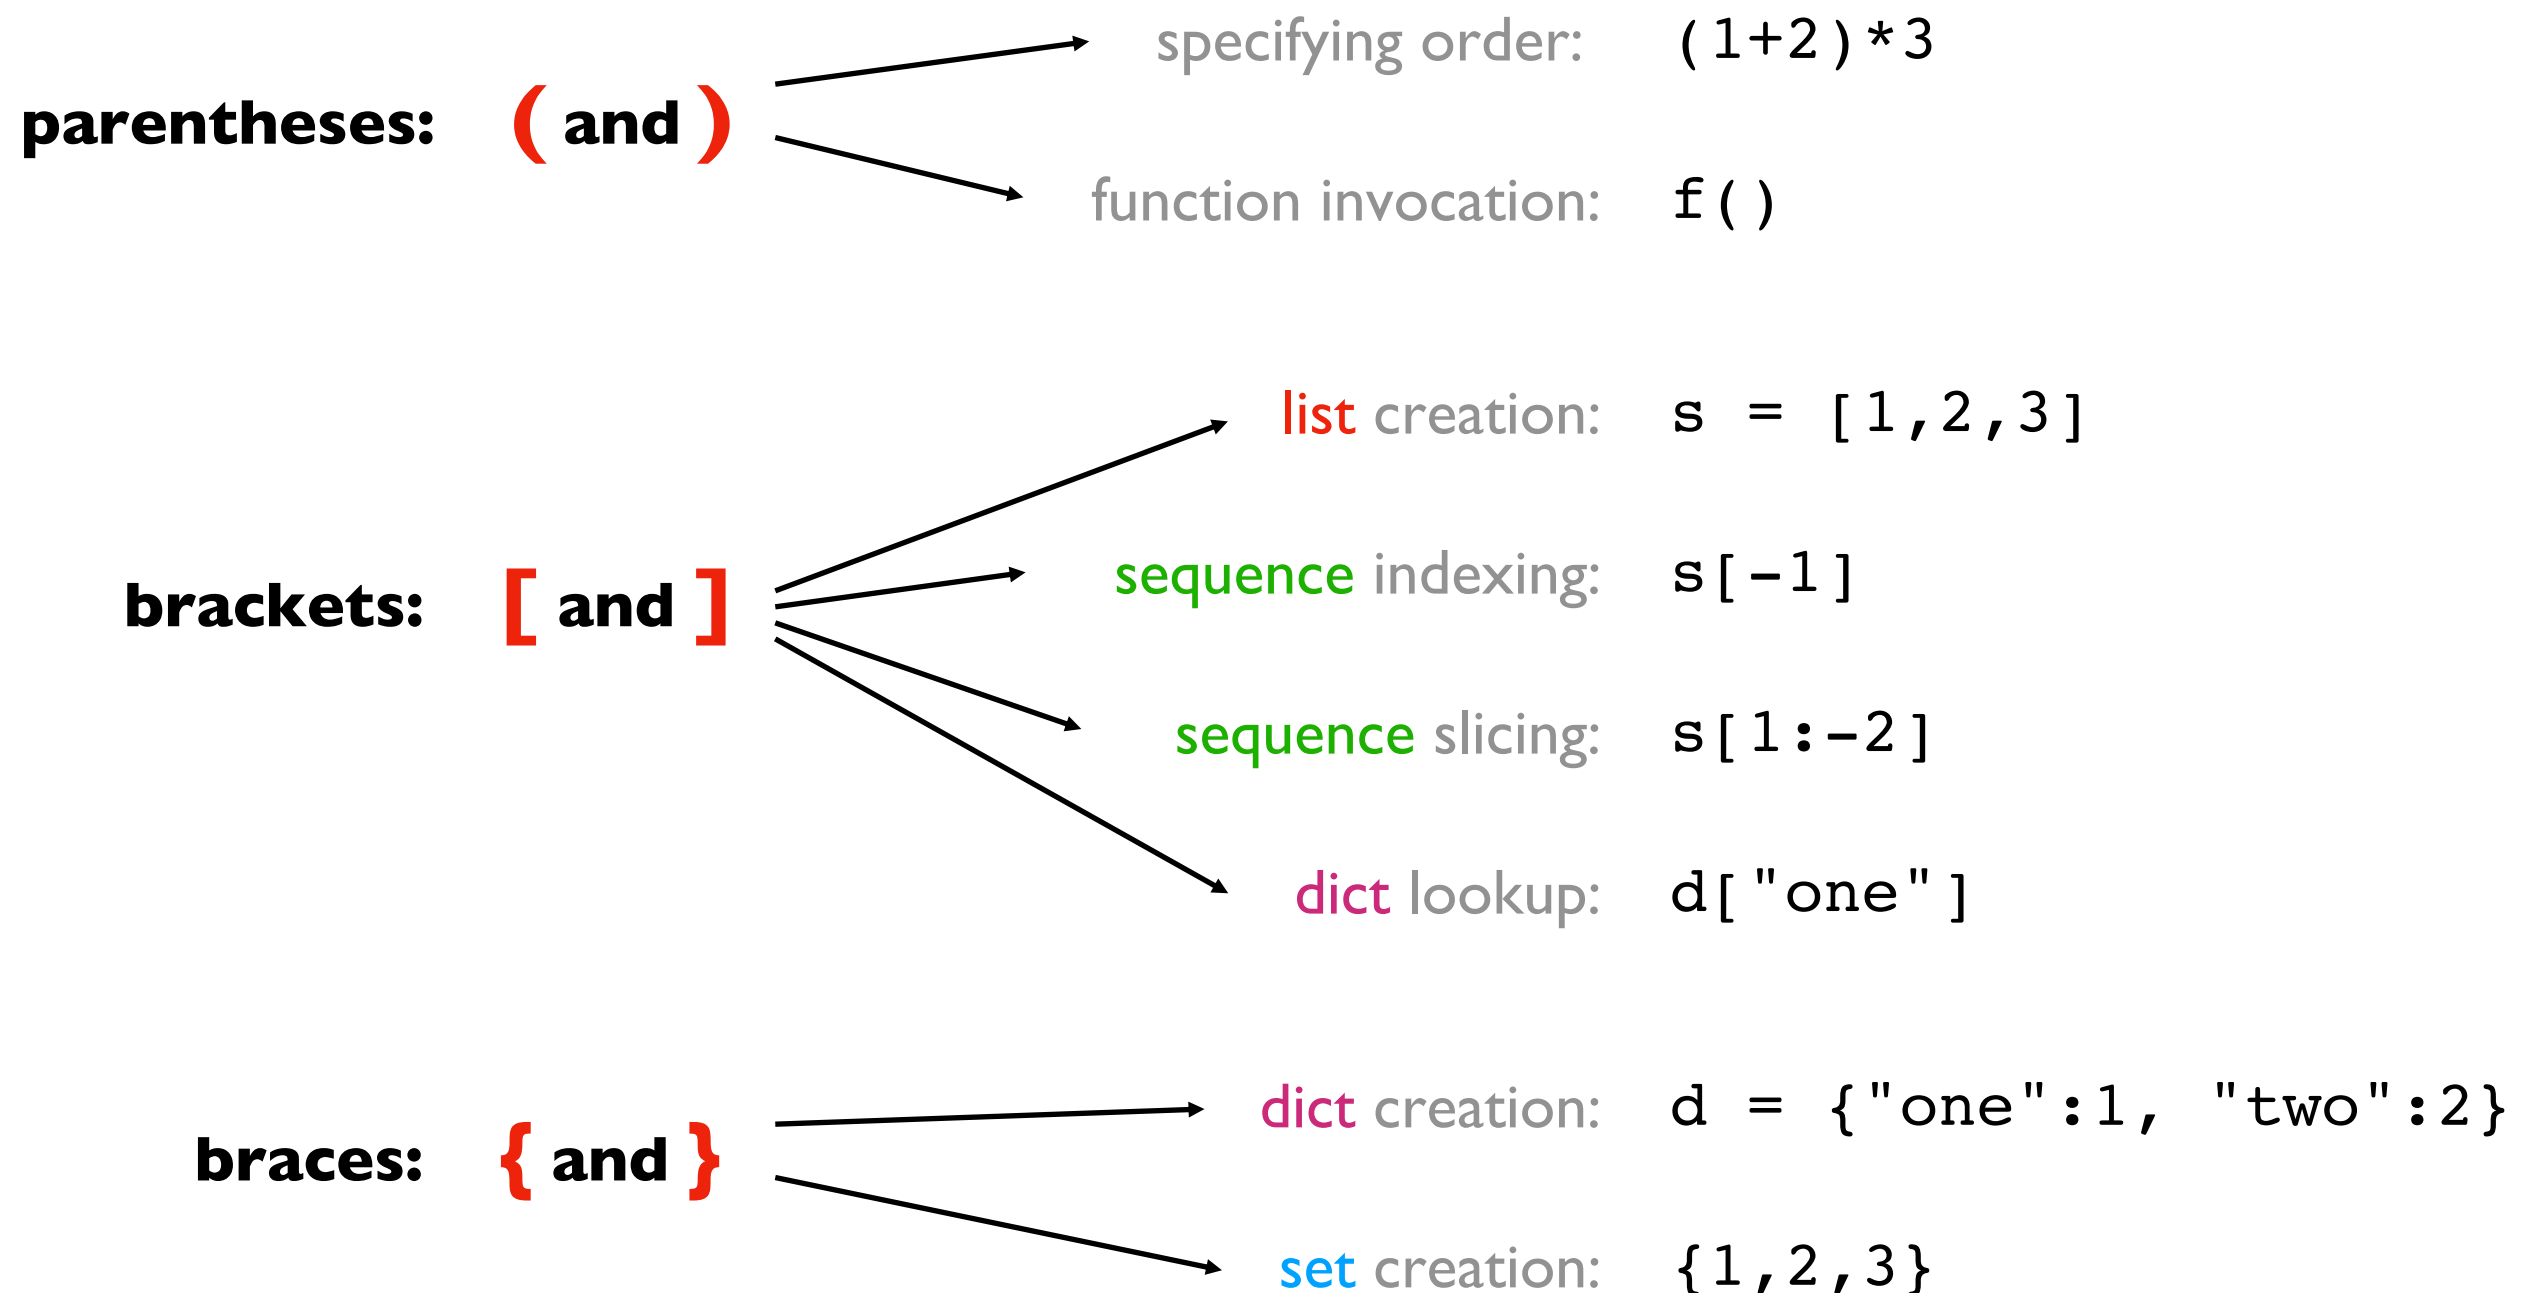 specifying order: (1+2)*3
parentheses: ( and )
function invocation: f()
list creation: s = [1,2,3]
sequence indexing: s[-1]
brackets: [ and ]
sequence slicing: s[1:-2]
dict lookup: d["one"]
dict creation: d = {"one":1, "two":2}
braces: { and }
set creation: {1,2,3}